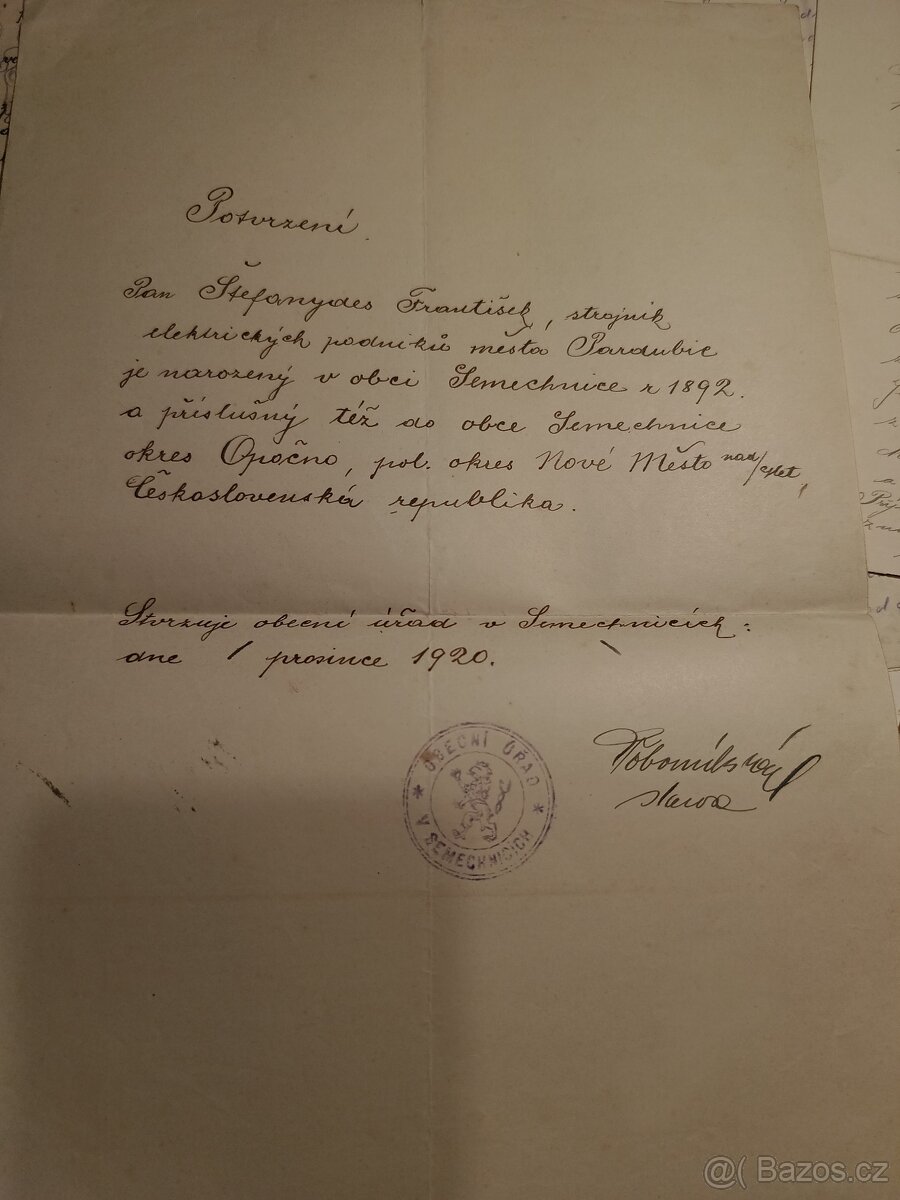 Potvrzení.
Pan Štefanydes František, strojník
elektrických podniků města Pardubic
je narozený v obci Semechnice r 1892.
a příslušný též do obce Semechnice
okres Opočno, pol. okres Nové Město nad/Met,
Československá republika.
Stvrzuje obecní úřad v Semechnicích:
dne 1 prosince 1920.
OBECNÍ ÚŘAD
V SEMECHNICÍCH
@( Bazos.cz